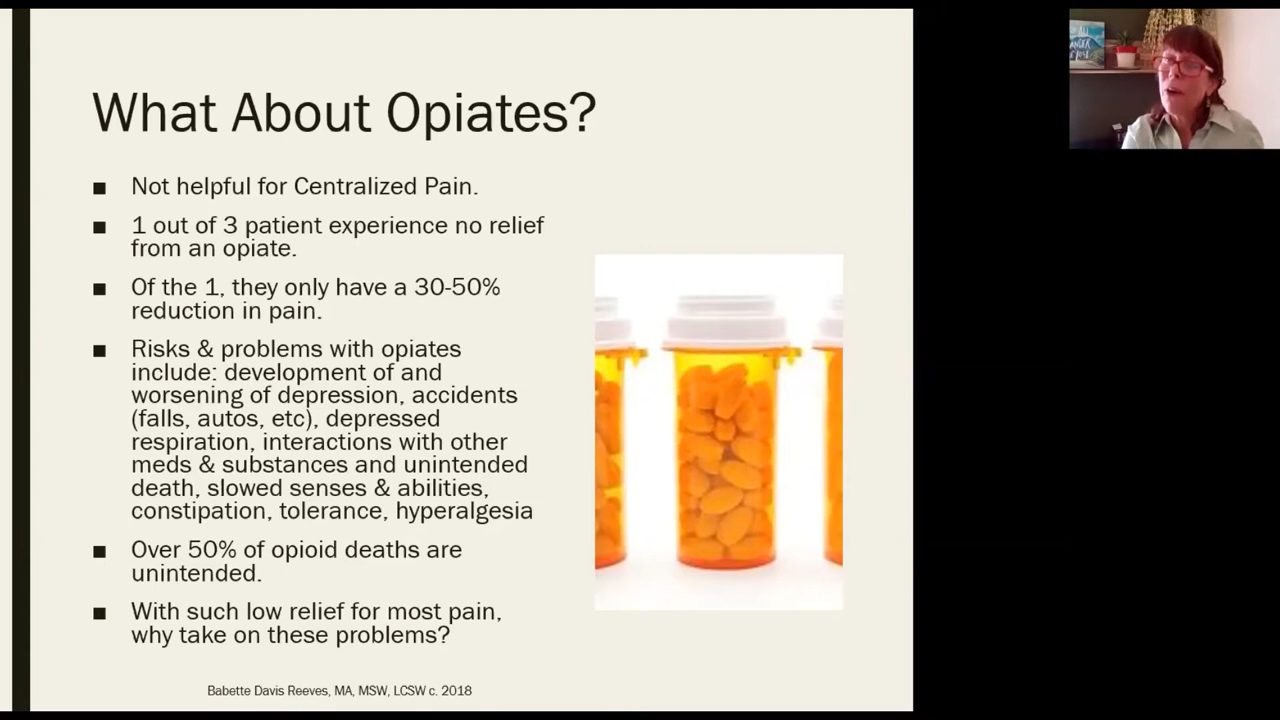 What About Opiates?
■ Not helpful for Centralized Pain.
■ 1 out of 3 patient experience no relief
from an opiate.
■ Of the 1, they only have a 30-50%
reduction in pain.
■ Risks & problems with opiates
include: development of and
worsening of depression, accidents
(falls, autos, etc), depressed
respiration, interactions with other
meds & substances and unintended
death, slowed senses & abilities,
constipation, tolerance, hyperalgesia
■ Over 50% of opioid deaths are
unintended.
■ With such low relief for most pain,
why take on these problems?
Babette Davis Reeves, MA, MSW, LCSW c. 2018